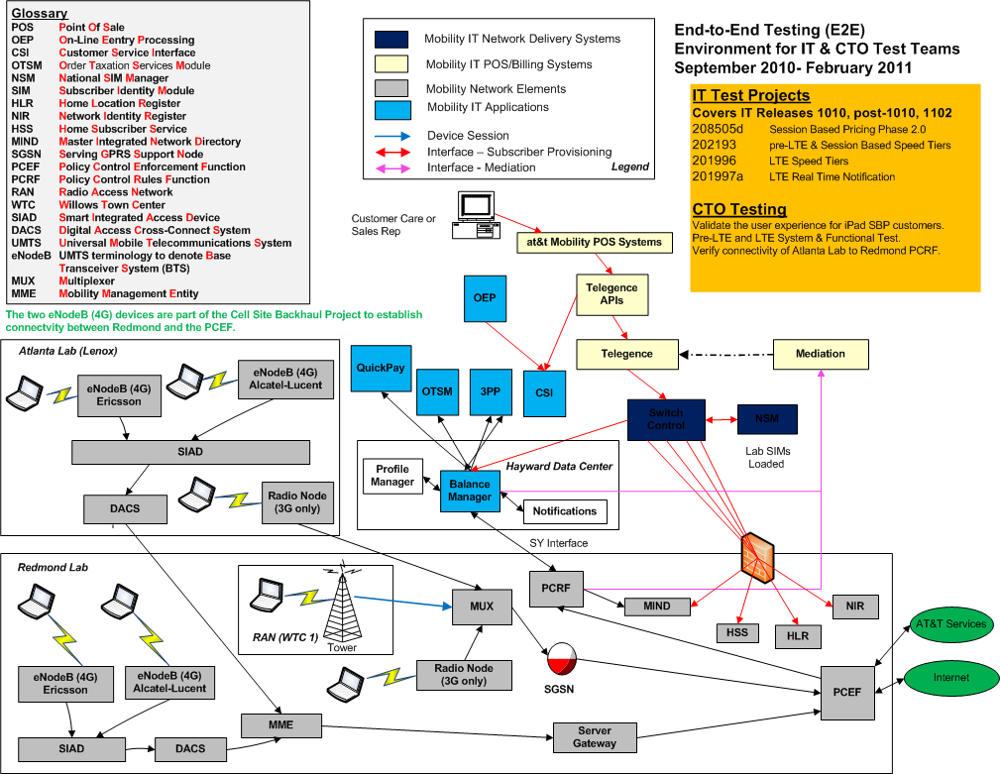 Glossary
POS Point Of Sale
OEP On-Line Eentry Processing
CSI Customer Service Interface
OTSM Order Taxation Services Module
NSM National SIM Manager
SIM Subscriber Identity Module
HLR Home Location Register
NIR Network Identity Register
HSS Home Subscriber Service
MIND Master Integrated Network Directory
SGSN Serving GPRS Support Node
PCEF Policy Control Enforcement Function
PCRF Policy Control Rules Function
RAN Radio Access Network
WTC Willows Town Center
SIAD Smart Integrated Access Device
DACS Digital Access Cross-Connect System
UMTS Universal Mobile Telecommunications System
eNodeB UMTS terminology to denote Base
Transceiver System (BTS)
MUX Multiplexer
MME Mobility Management Entity
Mobility IT Network Delivery Systems
Mobility IT POS/Billing Systems
Mobility Network Elements
Mobility IT Applications
Device Session
Interface – Subscriber Provisioning
Interface - Mediation
Legend
End-to-End Testing (E2E)
Environment for IT & CTO Test Teams
September 2010- February 2011
IT Test Projects
Covers IT Releases 1010, post-1010, 1102
208505d Session Based Pricing Phase 2.0
202193 pre-LTE & Session Based Speed Tiers
201996 LTE Speed Tiers
201997a LTE Real Time Notification
CTO Testing
Validate the user experience for iPad SBP customers.
Pre-LTE and LTE System & Functional Test.
Verify connectivity of Atlanta Lab to Redmond PCRF.
Customer Care or
Sales Rep
at&t Mobility POS Systems
OEP
Telegence
APIs
The two eNodeB (4G) devices are part of the Cell Site Backhaul Project to establish
connectvity between Redmond and the PCEF.
Telegence
Mediation
QuickPay
OTSM
3PP
CSI
Switch
Control
NSM
Lab SIMs
Loaded
Atlanta Lab (Lenox)
eNodeB (4G)
Ericsson
eNodeB (4G)
Alcatel-Lucent
SIAD
DACS
Radio Node
(3G only)
Hayward Data Center
Profile
Manager
Balance
Manager
Notifications
SY Interface
Redmond Lab
eNodeB (4G)
Ericsson
eNodeB (4G)
Alcatel-Lucent
SIAD
DACS
RAN (WTC 1)
Tower
MUX
Radio Node
(3G only)
SGSN
PCRF
MIND
HSS
HLR
NIR
MME
Server
Gateway
PCEF
AT&T Services
Internet